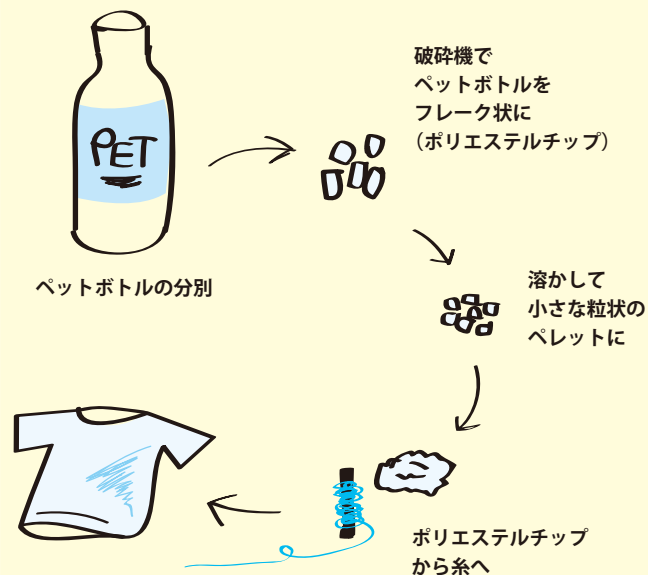 PET
ペットボトルの分別
破砕機で
ペットボトルを
フレーク状に
（ポリエステルチップ）
溶かして
小さな粒状の
ペレットに
ポリエステルチップ
から糸へ